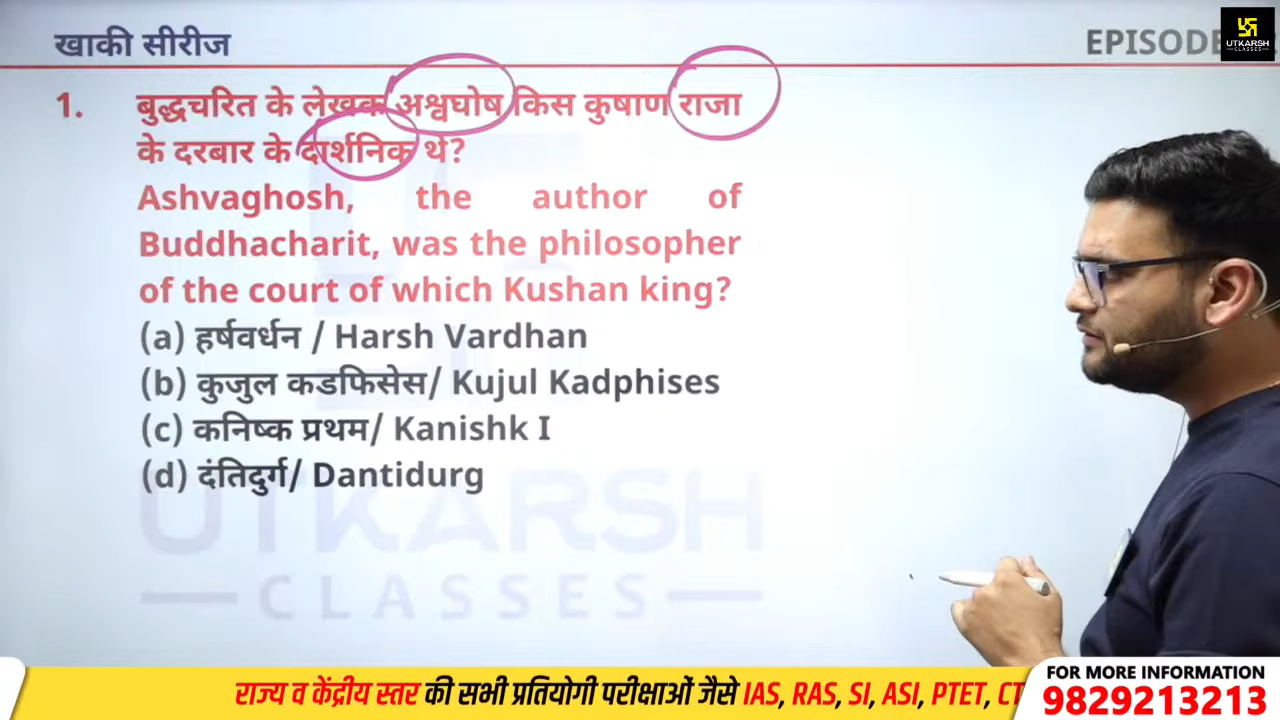 खाकी सीरीज
EPISODE
UTKARSH
CLASSES
1. बुद्धचरित के लेखक अश्वघोष किस कुषाण राजा
के दरबार के दार्शनिक थे?
Ashvaghosh, the author of
Buddhacharit, was the philosopher
of the court of which Kushan king?
(a) हर्षवर्धन / Harsh Vardhan
(b) कुजुल कडफिसेस/ Kujul Kadphises
(c) कनिष्क प्रथम/ Kanishk I
(d) दंतिदुर्ग/ Dantidurg
UTKARSH
CLASSES
राज्य व केंद्रीय स्तर की सभी प्रतियोगी परीक्षाओं जैसे IAS, RAS, SI, ASI, PTET,
FOR MORE INFORMATION
9829213213